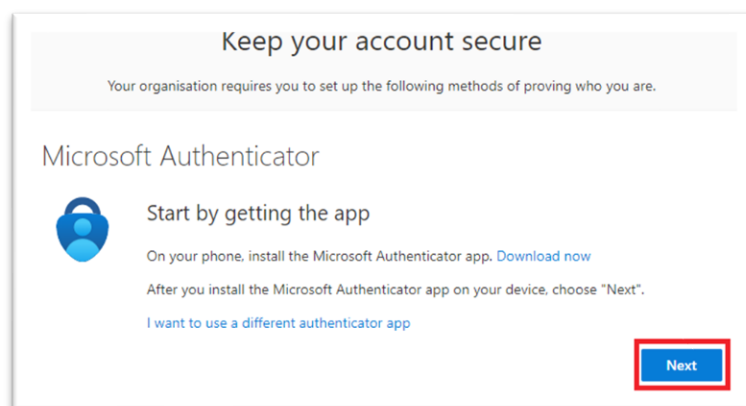 Keep your account secure
Your organisation requires you to set up the following methods of proving who you are.
Microsoft Authenticator
Start by getting the app
On your phone, install the Microsoft Authenticator app. Download now
After you install the Microsoft Authenticator app on your device, choose "Next".
I want to use a different authenticator app
Next